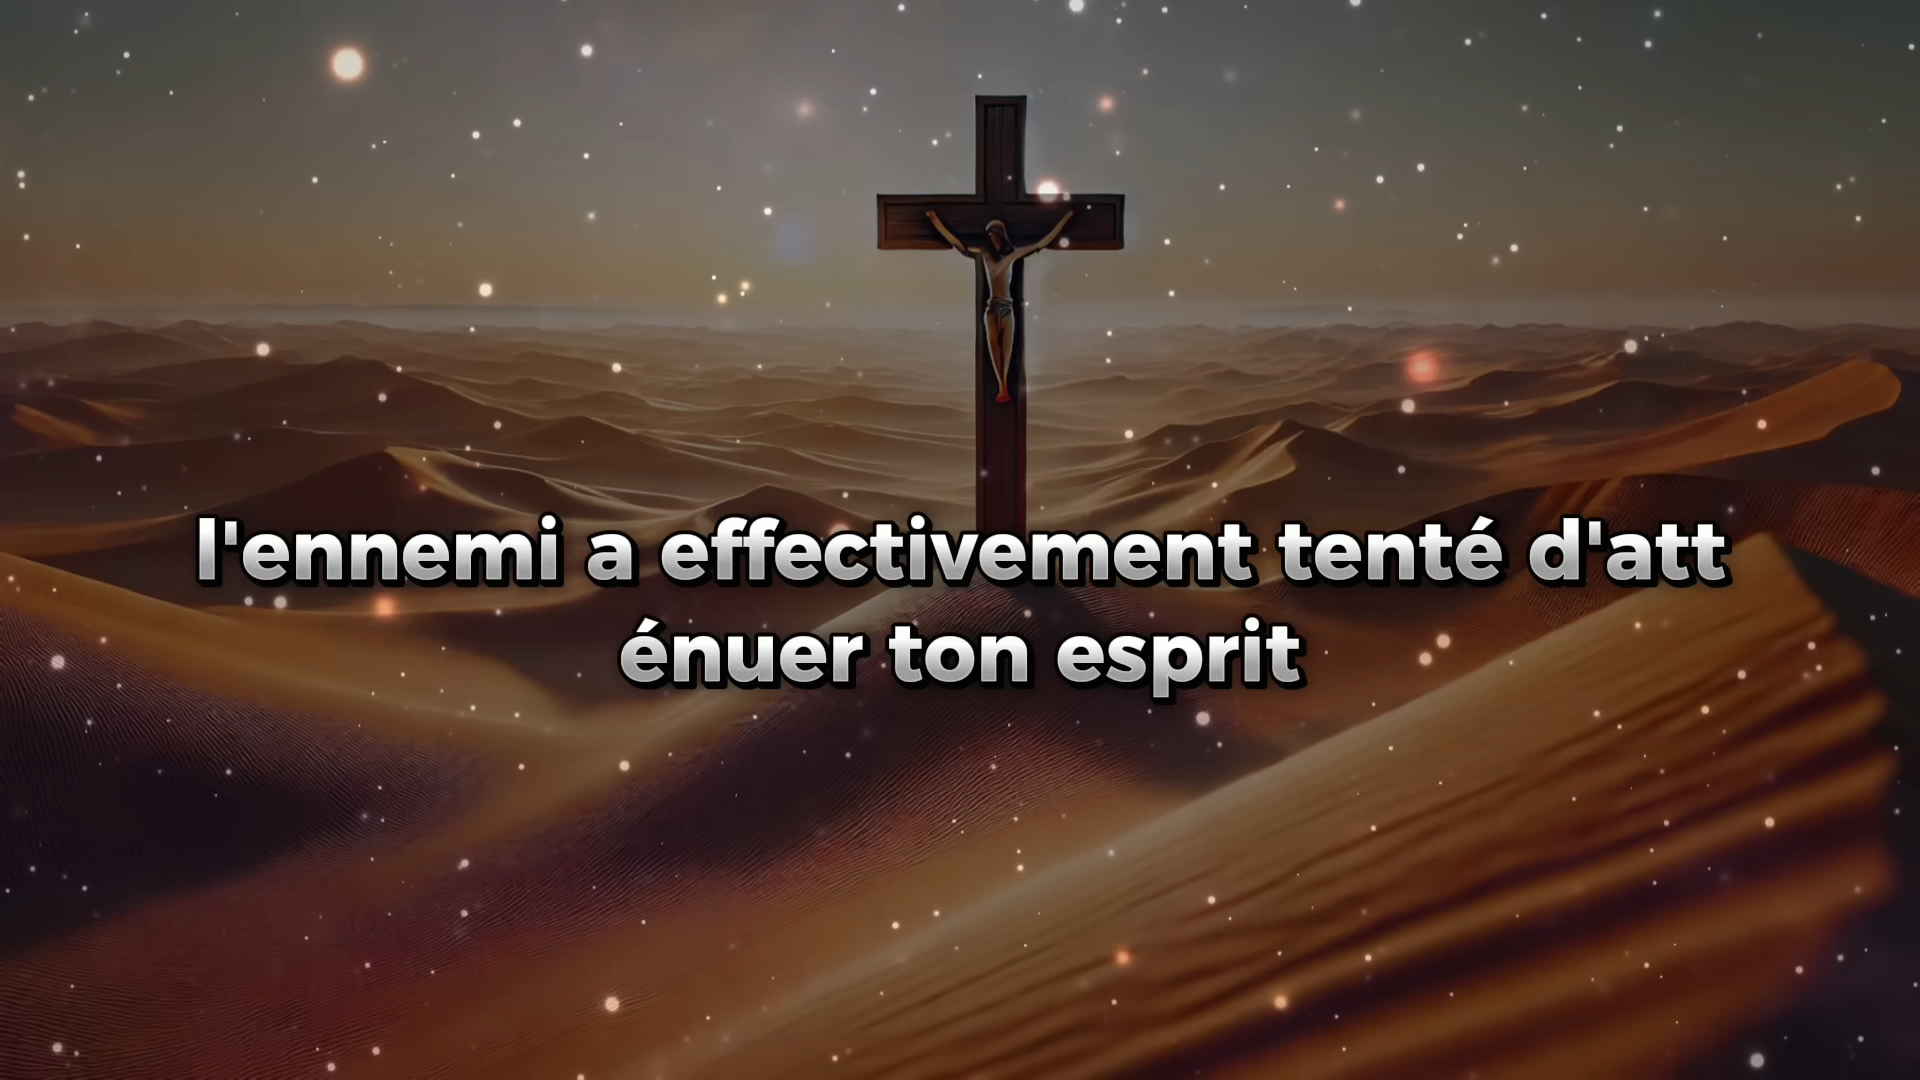 l'ennemi a effectivement tenté d'att
énuer ton esprit